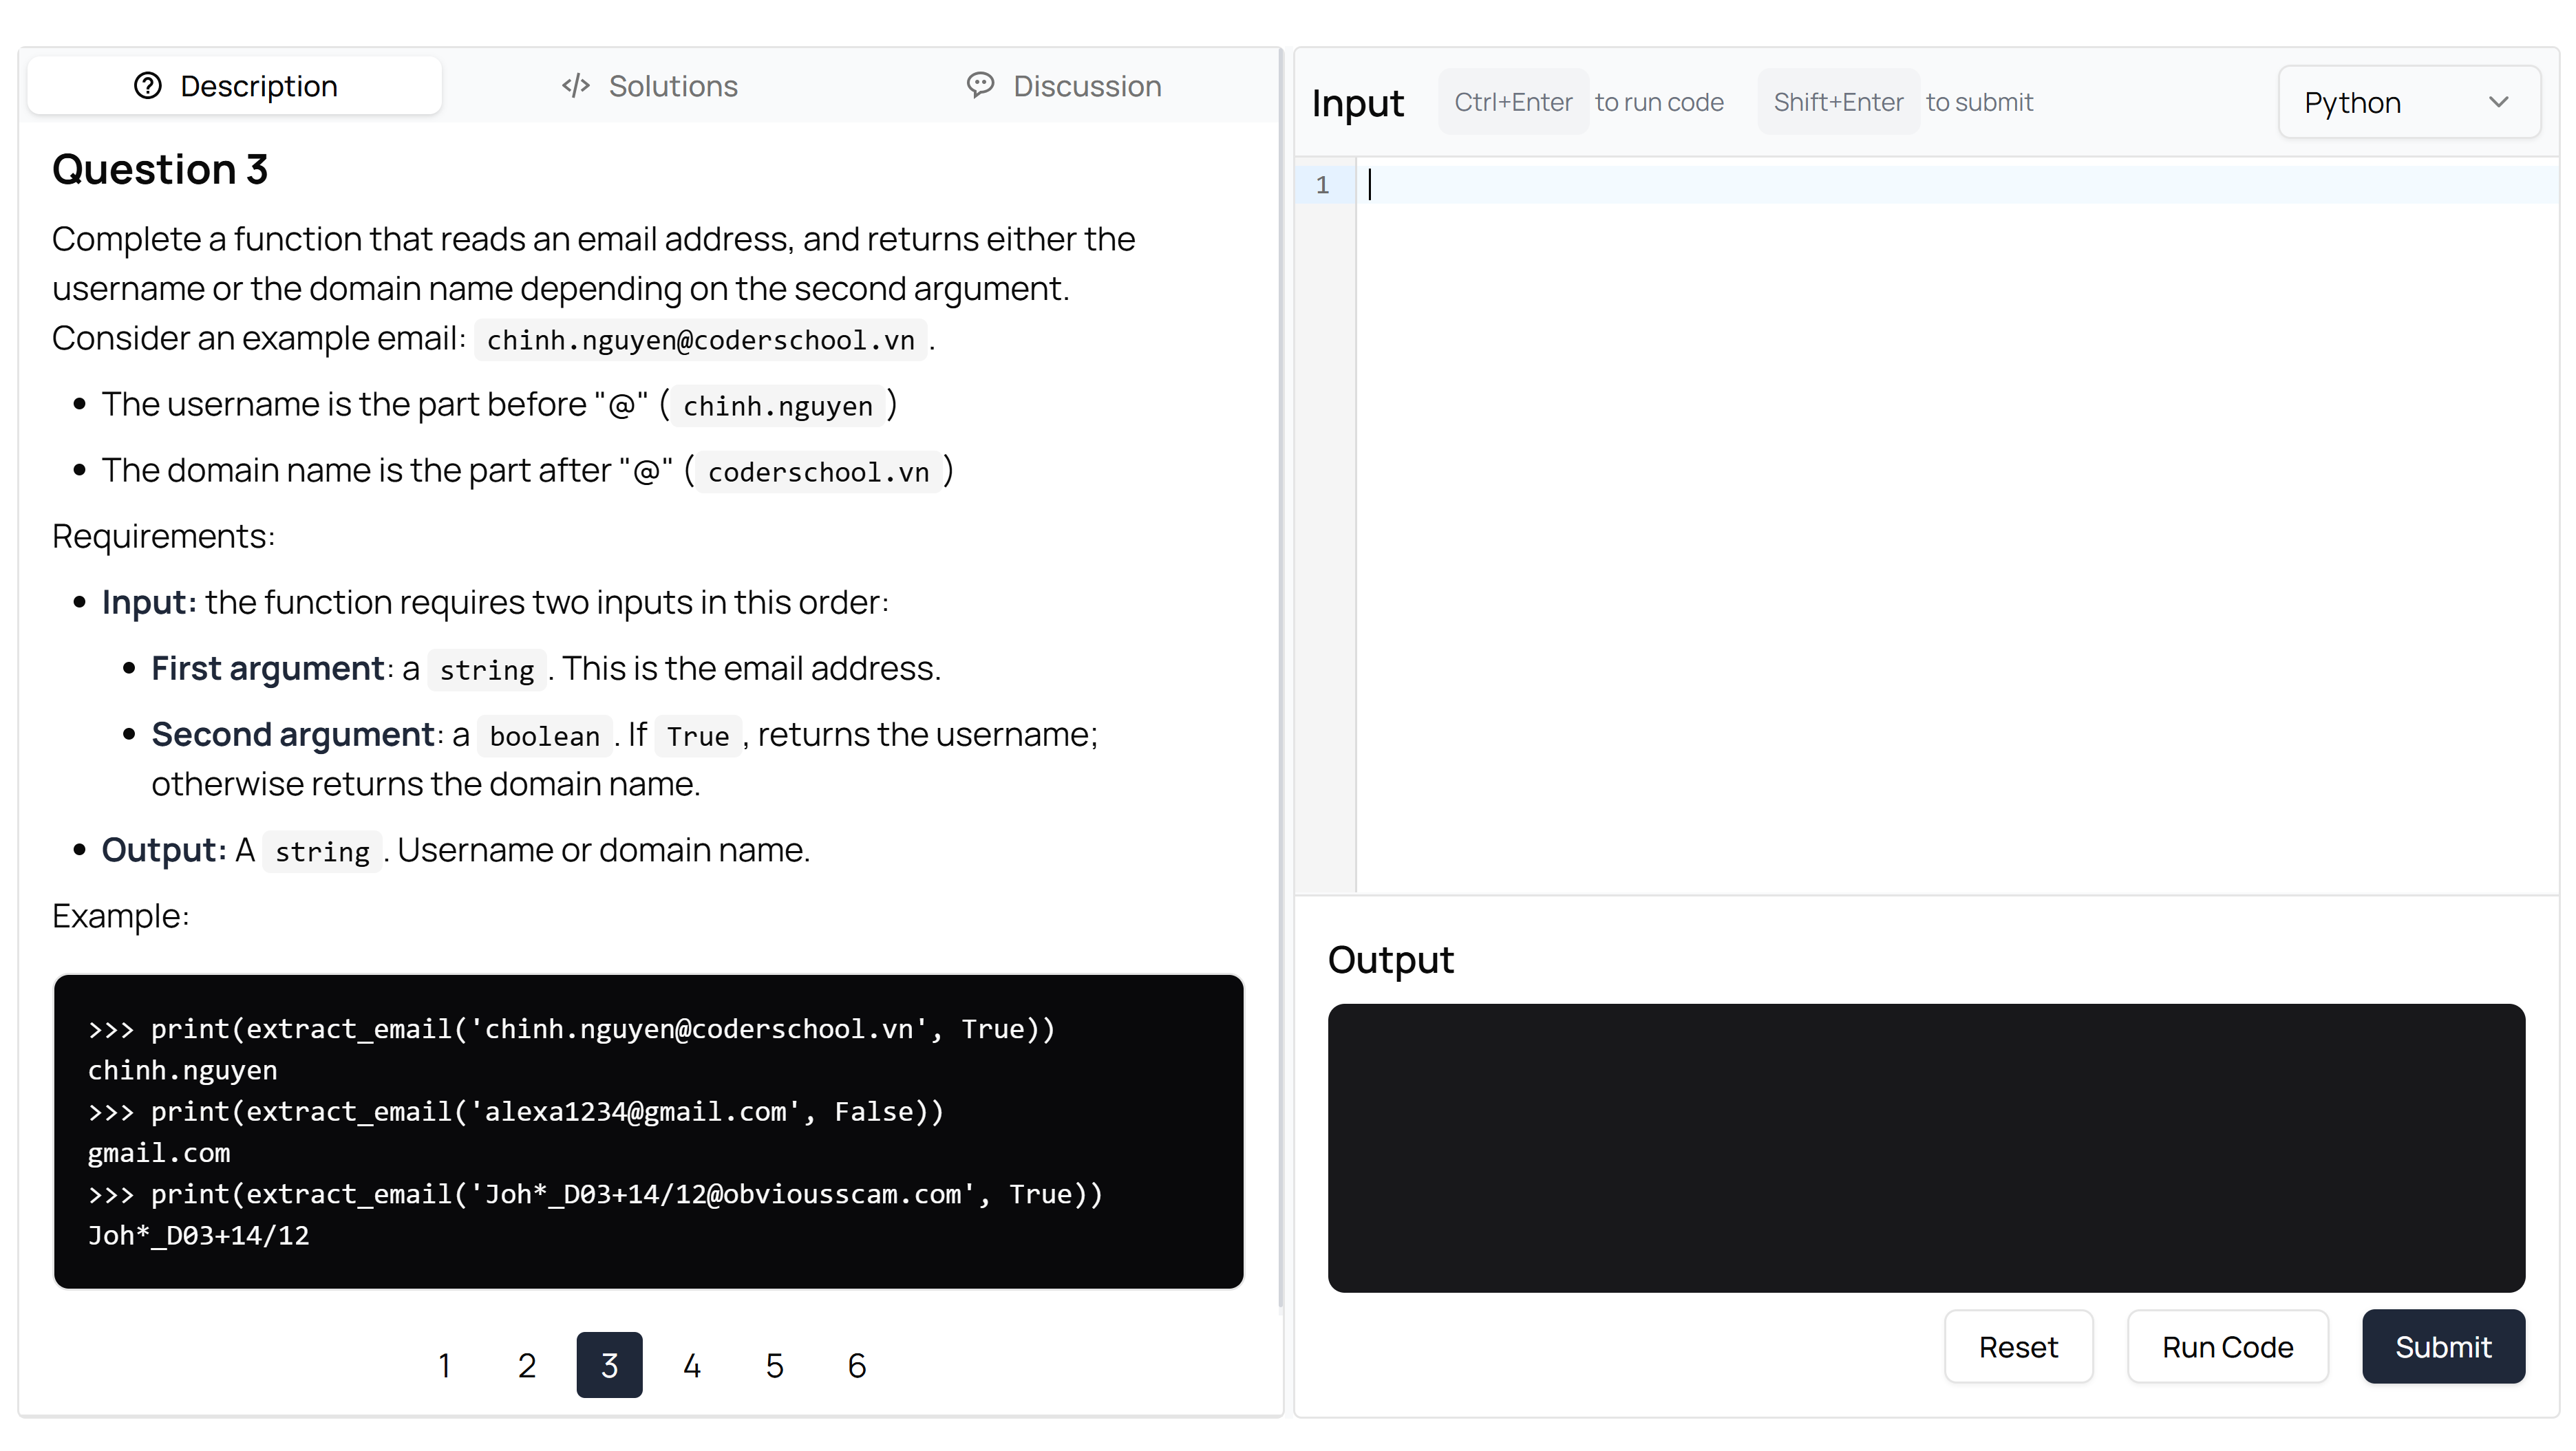 Description
Solutions
Discussion
Question 3
Complete a function that reads an email address, and returns either the
username or the domain name depending on the second argument.
Consider an example email: chinh.nguyen@coderschool.vn.
The username is the part before "@" (chinh.nguyen)
The domain name is the part after "@" (coderschool.vn)
Requirements:
Input: the function requires two inputs in this order:
First argument: a string. This is the email address.
Second argument: a boolean. If True, returns the username;
otherwise returns the domain name.
Output: A string. Username or domain name.
Example:
>>> print(extract_email('chinh.nguyen@coderschool.vn', True))
chinh.nguyen
>>> print(extract_email('alexa1234@gmail.com', False))
gmail.com
>>> print(extract_email('Joh*_D03+14/12@obviousscam.com', True))
Joh*_D03+14/12
1 2 3 4 5 6
Input Ctrl+Enter to run code Shift+Enter to submit Python
1
Output
Reset
Run Code
Submit